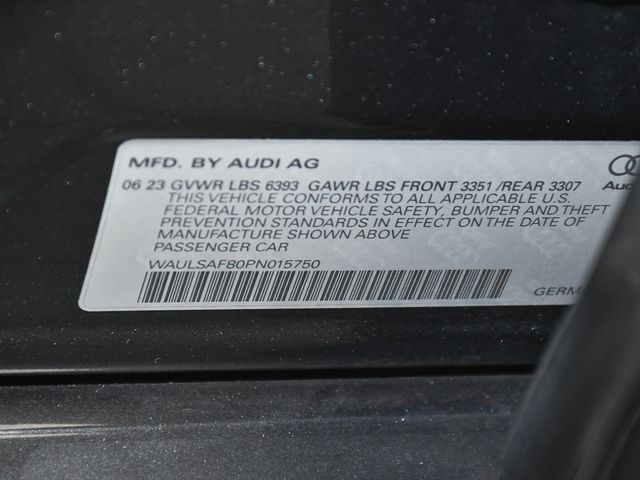 MFD. BY AUDI AG
06 23 GVWR LBS 6393 GAWR LBS FRONT 3351 /REAR 3307
THIS VEHICLE CONFORMS TO ALL APPLICABLE U.S.
FEDERAL MOTOR VEHICLE SAFETY, BUMPER AND THEFT
PREVENTION STANDARDS IN EFFECT ON THE DATE OF
MANUFACTURE SHOWN ABOVE
PASSENGER CAR
WAULSAF80PN015750